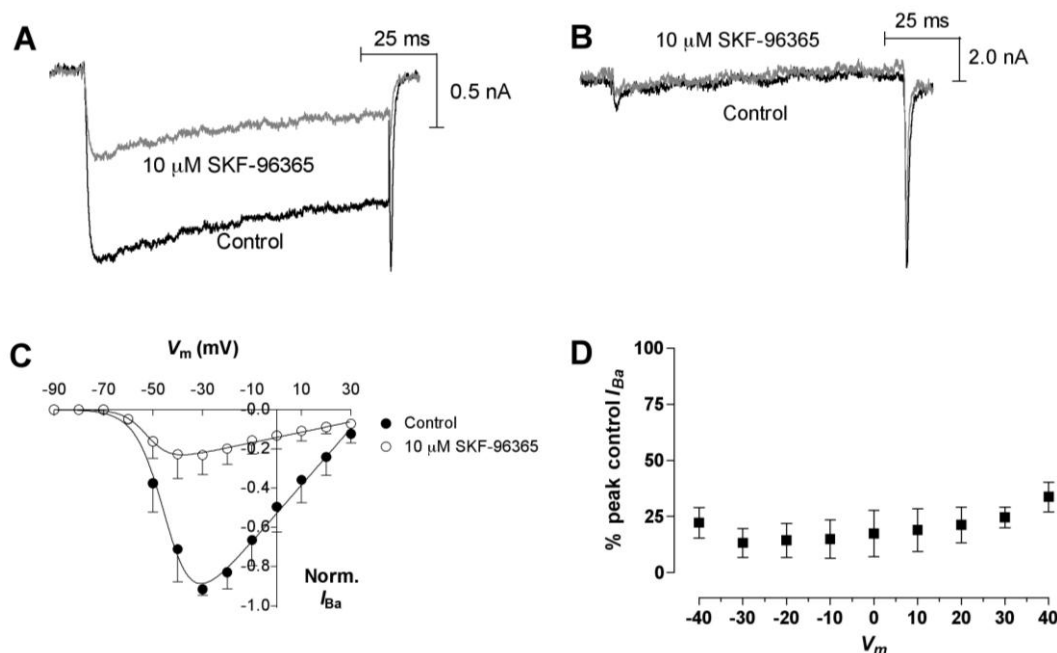 A
25 ms
0.5 nA
10 μM SKF-96365
Control
B
10 μM SKF-96365
25 ms
2.0 nA
Control
C
Vm (mV)
-90 -70 -50 -30 -10 10 30
-0.0
-0.2
-0.4
-0.6
-0.8
-1.0
Control
10 μM SKF-96365
Norm.
IBa
D
% peak control IBa
100
75
50
25
0
-40 -30 -20 -10 0 10 20 30 40
Vm